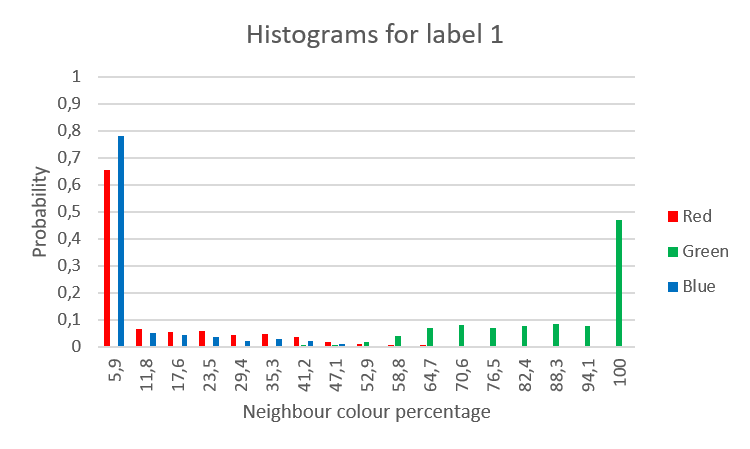 Histograms for label 1
1
0,9
0,8
0,7
0,6
0,5
0,4
0,3
0,2
0,1
0
Probability
5,9 11,8 17,6 23,5 29,4 35,3 41,2 47,1 52,9 58,8 64,7 70,6 76,5 82,4 88,3 94,1 100
Neighbour colour percentage
Red
Green
Blue